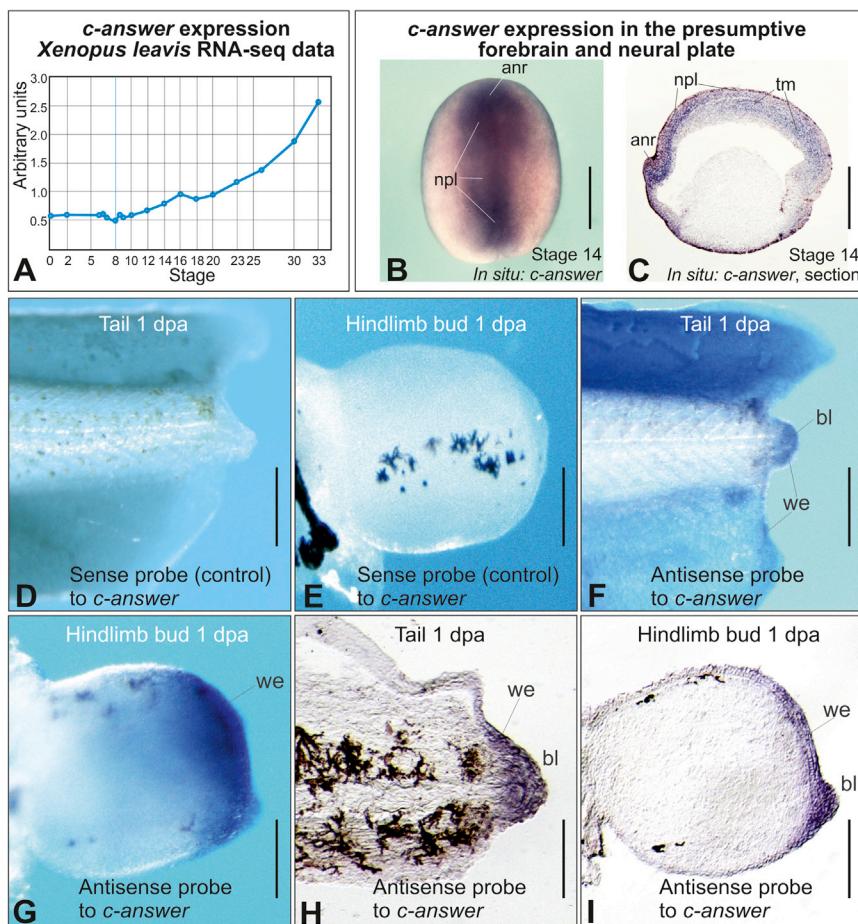 c-answer expression
Xenopus leavis RNA-seq data
Arbitrary units
3.0
2.5
2.0
1.5
1.0
0.5
0 2 5 8 10 12 14 16 18 20 23 25 30 33
Stage
A
c-answer expression in the presumptive
forebrain and neural plate
anr
npl
Stage 14
In situ: c-answer
B
npl
tm
anr
Stage 14
In situ: c-answer, section
C
Tail 1 dpa
Sense probe (control)
to c-answer
D
Hindlimb bud 1 dpa
Sense probe (control)
to c-answer
E
Tail 1 dpa
bl
we
Antisense probe
to c-answer
F
Hindlimb bud 1 dpa
we
Antisense probe
to c-answer
G
Tail 1 dpa
we
bl
Antisense probe
to c-answer
H
Hindlimb bud 1 dpa
we
bl
Antisense probe
to c-answer
I